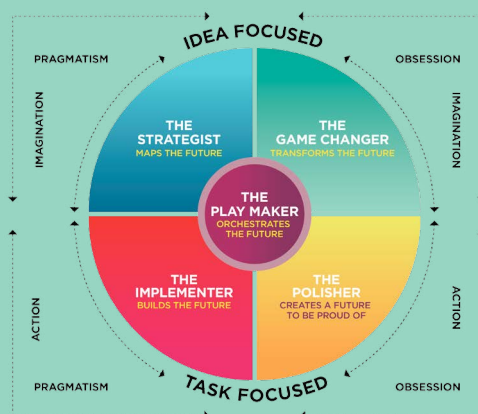 IDEA FOCUSED
PRAGMATISM
OBSESSION
IMAGINATION
IMAGINATION
THE
STRATEGIST
MAPS THE FUTURE
THE
GAME CHANGER
TRANSFORMS THE FUTURE
THE
PLAY MAKER
ORCHESTRATES
THE FUTURE
THE
IMPLEMENTER
BUILDS THE FUTURE
THE
POLISHER
CREATES A FUTURE
TO BE PROUD OF
ACTION
ACTION
PRAGMATISM
OBSESSION
TASK FOCUSED